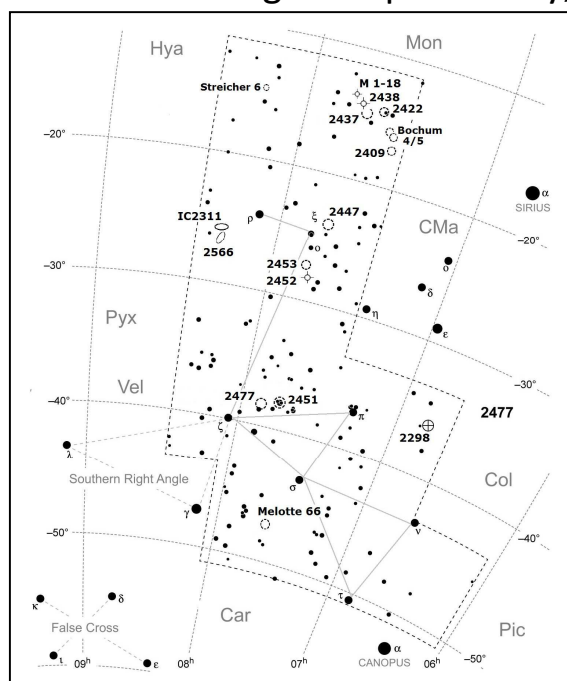 Hya
Mon
M 1-18
Streicher 6
2438
2422
2437
Bochum
4/5
–20°
2409
α
SIRIUS
IC2311
ρ
ξ
2447
CMa
–20°
2566
ο
ο
2453
δ
–30°
2452
η
ε
Pyx
–30°
Vel
–40°
2477
2451
2477
ζ
π
2298
λ
Southern Right Angle
σ
Col
γ
Melotte 66
ν
–40°
–50°
κ
δ
τ
False Cross
Car
Pic
α
ι
ε
CANOPUS
–50°
09h
08h
07h
06h